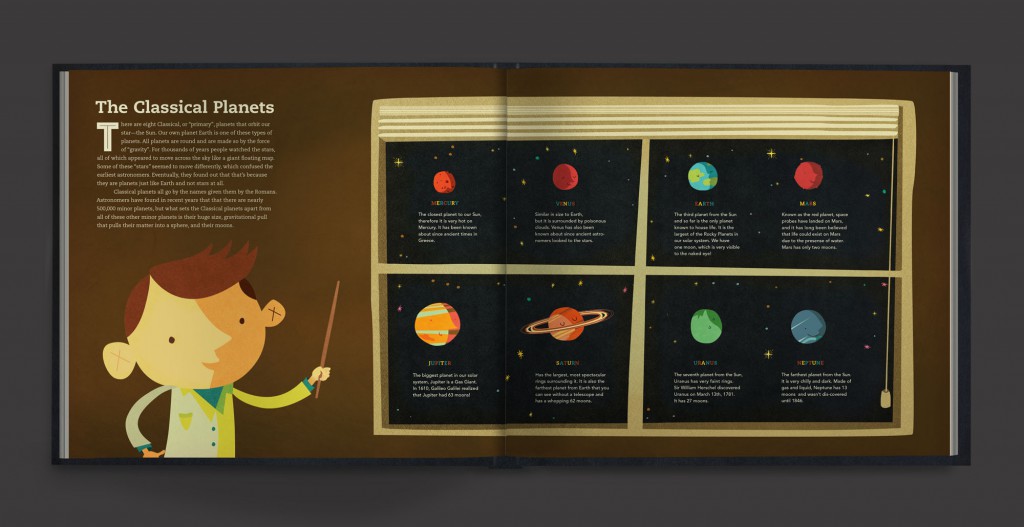 The Classical Planets
There are eight Classical, or "primary", planets that orbit our
star—the Sun. Our own planet Earth is one of these types of
planets. All planets are round and are made so by the force
of "gravity". For thousands of years people watched the stars,
all of which appeared to move across the sky like a giant floating map.
Some of these "stars" seemed to move differently, which confused the
earliest astronomers. Eventually, they found out that that's because
they are planets just like Earth and not stars at all.
Classical planets all go by the names given them by the Romans.
Astronomers have found in recent years that that there are nearly
500,000 minor planets, but what sets the Classical planets apart from
all of these other minor planets is their huge size, gravitational pull
that pulls their matter into a sphere, and their moons.
MERCURY
The closest planet to our Sun,
therefore it is very hot on
Mercury. It has been known
about since ancient times in
Greece.
VENUS
Similar in size to Earth,
but it is surrounded by poisonous
clouds. Venus has also been
known about since ancient astro-
nomers looked to the stars.
EARTH
The third planet from the Sun
and so far is the only planet
known to house life. It is the
largest of the Rocky Planets in
our solar system. We have
one moon, which is very visible
to the naked eye!
MARS
Known as the red planet, space
probes have landed on Mars,
and it has long been believed
that life could exist on Mars
due to the presence of water.
Mars has only two moons.
JUPITER
The biggest planet in our solar
system, Jupiter is a Gas Giant.
In 1610, Galileo Galilei realized
that Jupiter had 63 moons!
SATURN
Has the largest, most spectacular
rings surrounding it. It is also the
farthest planet from Earth that you
can see without a telescope and
has a whopping 62 moons.
URANUS
The seventh planet from the Sun,
Uranus has very faint rings.
Sir William Herschel discovered
Uranus on March 13th, 1781.
It has 27 moons.
NEPTUNE
The farthest planet from the Sun,
it is very chilly and dark. Made of
gas and liquid, Neptune has 13
moons and wasn't dis-covered
until 1846.